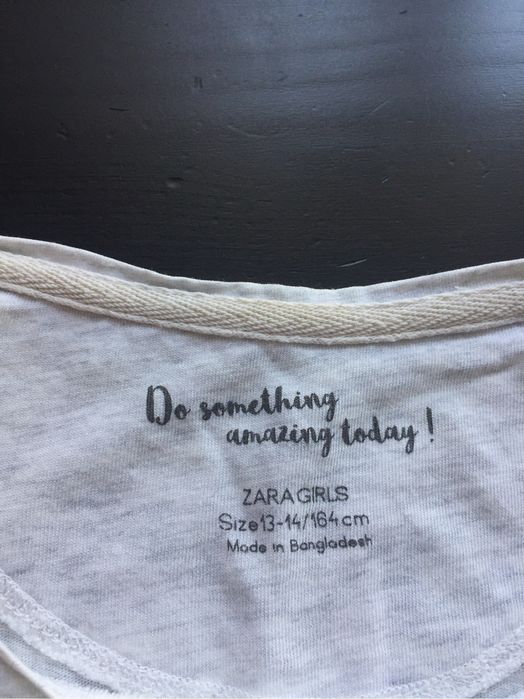 Do something
amazing today!
ZARA GIRLS
Size 13-14/164 cm
Made in Bangladesh